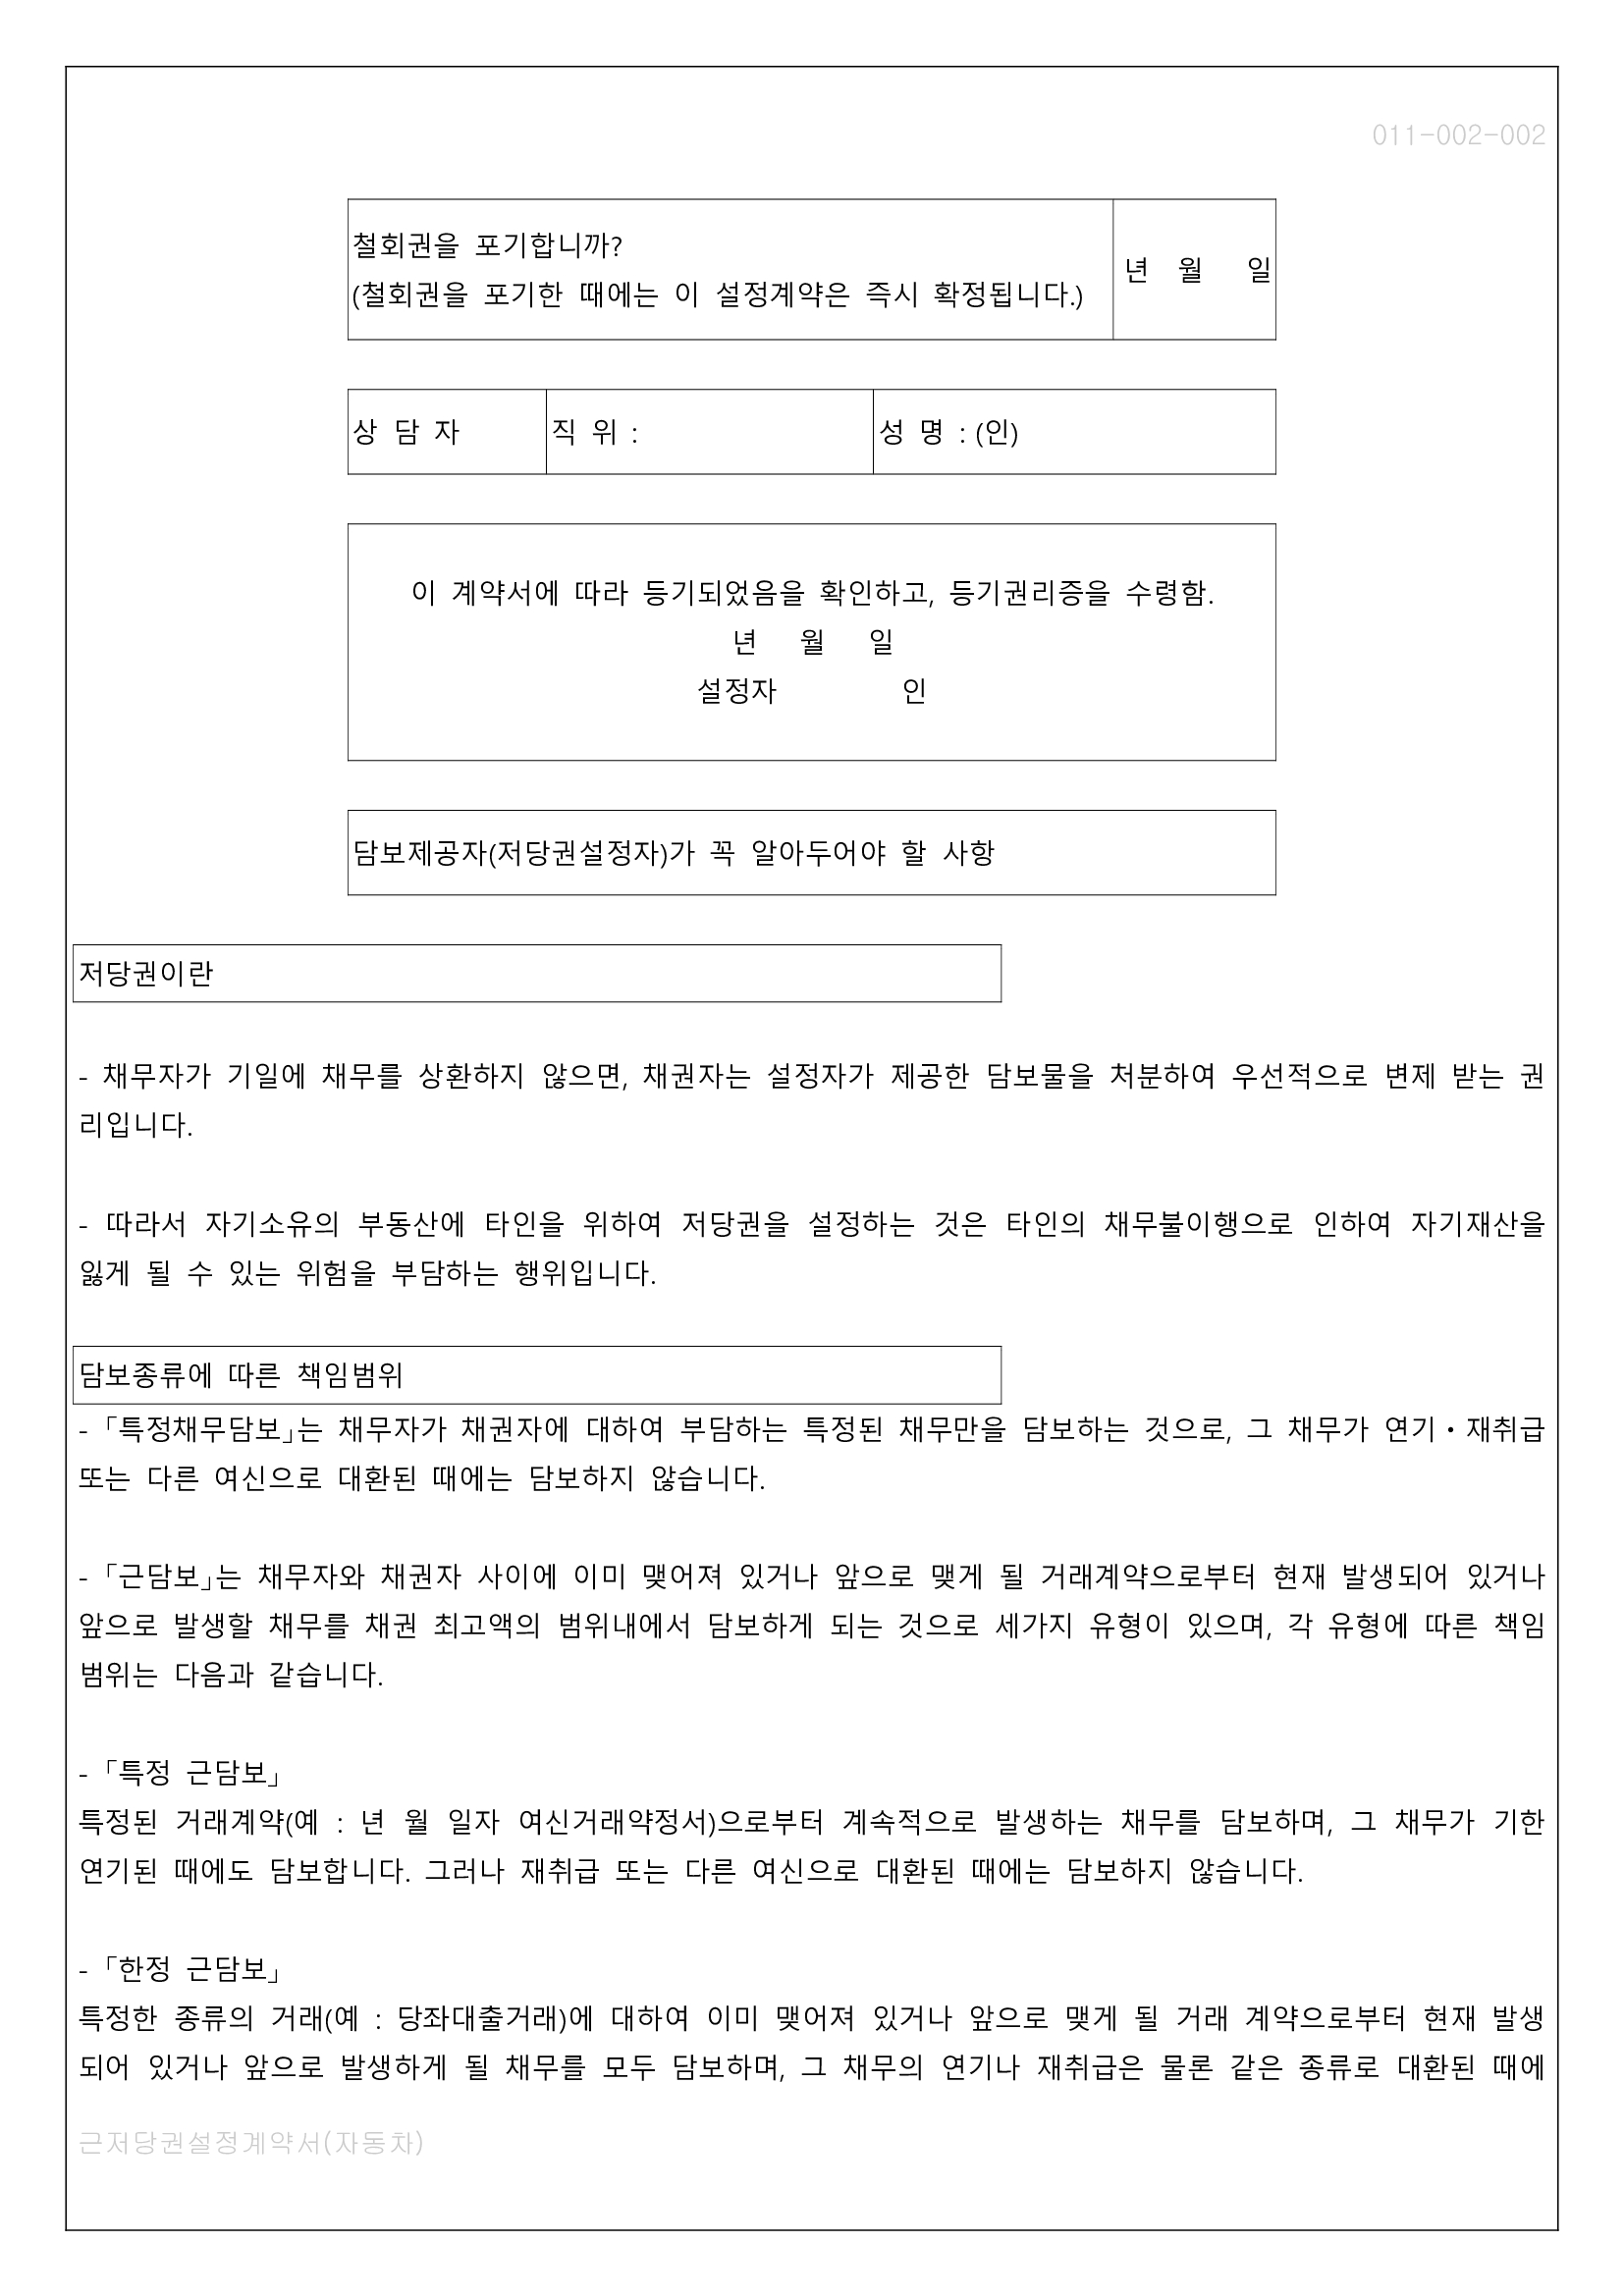 011-002-002
철회권을 포기합니까?
(철회권을 포기한 때에는 이 설정계약은 즉시 확정됩니다.)
년 월 일
상 담 자
직 위 :
성 명 : (인)
이 계약서에 따라 등기되었음을 확인하고, 등기권리증을 수령함.
년 월 일
설정자 인
담보제공자(저당권설정자)가 꼭 알아두어야 할 사항
저당권이란
- 채무자가 기일에 채무를 상환하지 않으면, 채권자는 설정자가 제공한 담보물을 처분하여 우선적으로 변제 받는 권
리입니다.
- 따라서 자기소유의 부동산에 타인을 위하여 저당권을 설정하는 것은 타인의 채무불이행으로 인하여 자기재산을
잃게 될 수 있는 위험을 부담하는 행위입니다.
담보종류에 따른 책임범위
-「특정채무담보」는 채무자가 채권자에 대하여 부담하는 특정된 채무만을 담보하는 것으로, 그 채무가 연기·재취급
또는 다른 여신으로 대환된 때에는 담보하지 않습니다.
-「근담보」는 채무자와 채권자 사이에 이미 맺어져 있거나 앞으로 맺게 될 거래계약으로부터 현재 발생되어 있거나
앞으로 발생할 채무를 채권 최고액의 범위내에서 담보하게 되는 것으로 세가지 유형이 있으며, 각 유형에 따른 책임
범위는 다음과 같습니다.
-「특정 근담보」
특정된 거래계약(예 : 년 월 일자 여신거래약정서)으로부터 계속적으로 발생하는 채무를 담보하며, 그 채무가 기한
연기된 때에도 담보합니다. 그러나 재취급 또는 다른 여신으로 대환된 때에는 담보하지 않습니다.
-「한정 근담보」
특정한 종류의 거래(예 : 당좌대출거래)에 대하여 이미 맺어져 있거나 앞으로 맺게 될 거래 계약으로부터 현재 발생
되어 있거나 앞으로 발생하게 될 채무를 모두 담보하며, 그 채무의 연기나 재취급은 물론 같은 종류로 대환된 때에
근저당권설정계약서(자동차)